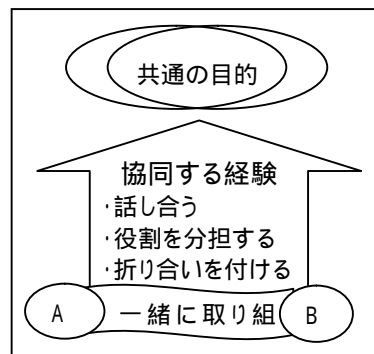 共通の目的
協同する経験
・話し合う
・役割を分担する
・折り合いを付ける
A 一緒に取り組 B